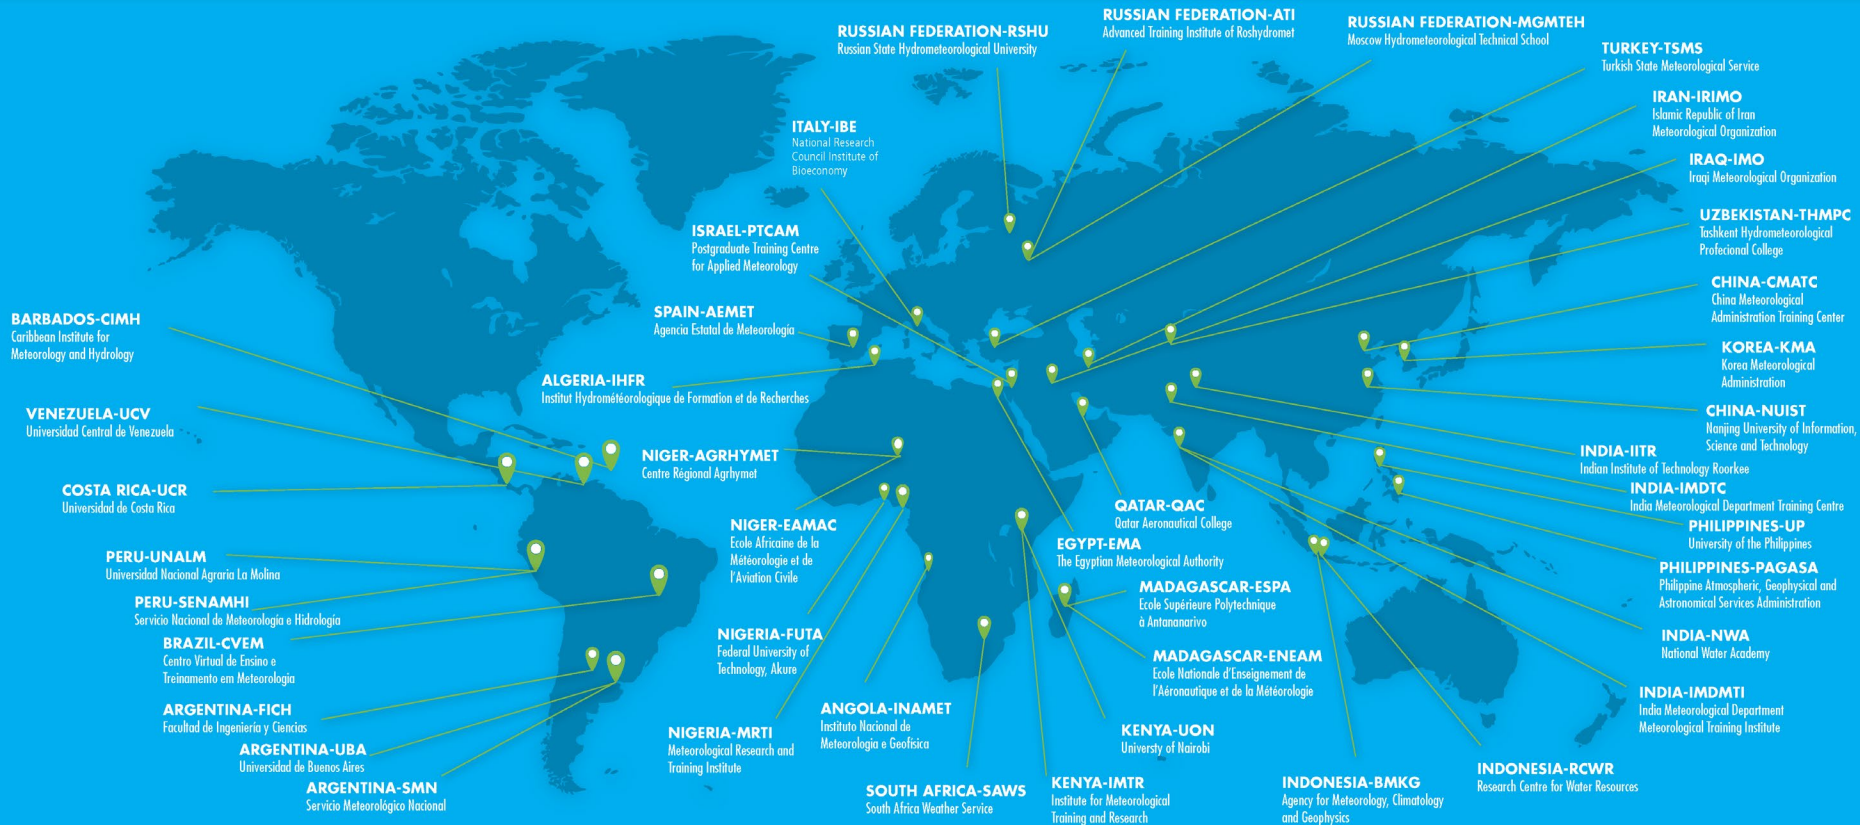 RUSSIAN FEDERATION-RSHU
Russian State Hydrometeorological University
RUSSIAN FEDERATION-ATI
Advanced Training Institute of Roshydromet
RUSSIAN FEDERATION-MGMTEH
Moscow Hydrometeorological Technical School
TURKEY-TSMS
Turkish State Meteorological Service
IRAN-IRIMO
Islamic Republic of Iran
Meteorological Organization
IRAQ-IMO
Iraqi Meteorological Organization
UZBEKISTAN-THMPC
Tashkent Hydrometeorological
Profecional College
CHINA-CMATC
China Meteorological
Administration Training Center
KOREA-KMA
Korea Meteorological
Administration
CHINA-NUIST
Nanjing University of Information,
Science and Technology
INDIA-IITR
Indian Institute of Technology Roorkee
INDIA-IMDTC
India Meteorological Department Training Centre
PHILIPPINES-UP
University of the Philippines
PHILIPPINES-PAGASA
Philippine Atmospheric, Geophysical and
Astronomical Services Administration
INDIA-NWA
National Water Academy
INDIA-IMDMTI
India Meteorological Department
Meteorological Training Institute
INDONESIA-RCWR
Research Centre for Water Resources
INDONESIA-BMKG
Agency for Meteorology, Climatology
and Geophysics
ITALY-IBE
National Research
Council Institute of
Bioeconomy
ISRAEL-PTCAM
Postgraduate Training Centre
for Applied Meteorology
SPAIN-AEMET
Agencia Estatal de Meteorología
ALGERIA-IHFR
Institut Hydrométéorologique de Formation et de Recherches
NIGER-AGRHYMET
Centre Régional Agrhymet
NIGER-EAMAC
Ecole Africaine de la
Météorologie et de
l'Aviation Civile
NIGERIA-FUTA
Federal University of
Technology, Akure
NIGERIA-MRTI
Meteorological Research and
Training Institute
ANGOLA-INAMET
Instituto Nacional de
Meteorologia e Geofísica
SOUTH AFRICA-SAWS
South Africa Weather Service
KENYA-IMTR
Institute for Meteorological
Training and Research
KENYA-UON
Universty of Nairobi
MADAGASCAR-ENEAM
Ecole Nationale d'Enseignement de
l'Aéronautique et de la Météorologie
MADAGASCAR-ESPA
Ecole Supérieure Polytechnique
à Antananarivo
EGYPT-EMA
The Egyptian Meteorological Authority
QATAR-QAC
Qatar Aeronautical College
BARBADOS-CIMH
Caribbean Institute for
Meteorology and Hydrology
VENEZUELA-UCV
Universidad Central de Venezuela
COSTA RICA-UCR
Universidad de Costa Rica
PERU-UNALM
Universidad Nacional Agraria La Molina
PERU-SENAMHI
Servicio Nacional de Meteorologia e Hidrología
BRAZIL-CVEM
Centro Virtual de Ensino e
Treinamento em Meteorologia
ARGENTINA-FICH
Facultad de Ingeniería y Ciencias
ARGENTINA-UBA
Universidad de Buenos Aires
ARGENTINA-SMN
Servicio Meteorológico Nacional